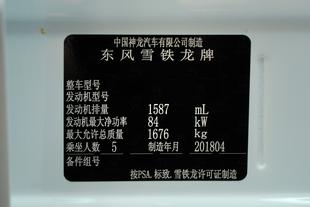 中国神龙汽车有限公司制造
东风雪铁龙牌
整车型号
发动机型号
发动机排量 1587 mL
发动机最大净功率 84 kW
最大允许总质量 1676 kg
乘坐人数 5 制造年月 201804
备件组号
按PSA.标致.雪铁龙许可证制造